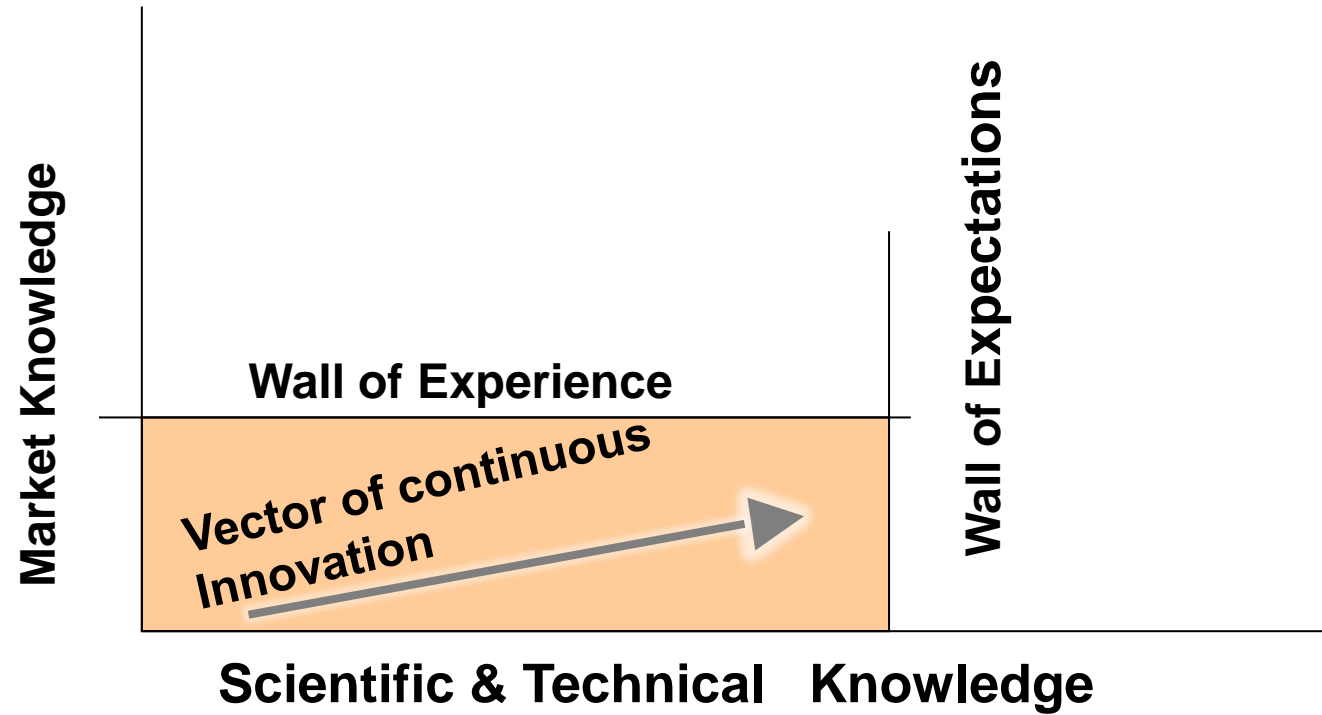 Market Knowledge
Wall of Expectations
Wall of Experience
Vector of continuous
Innovation
Scientific & Technical Knowledge